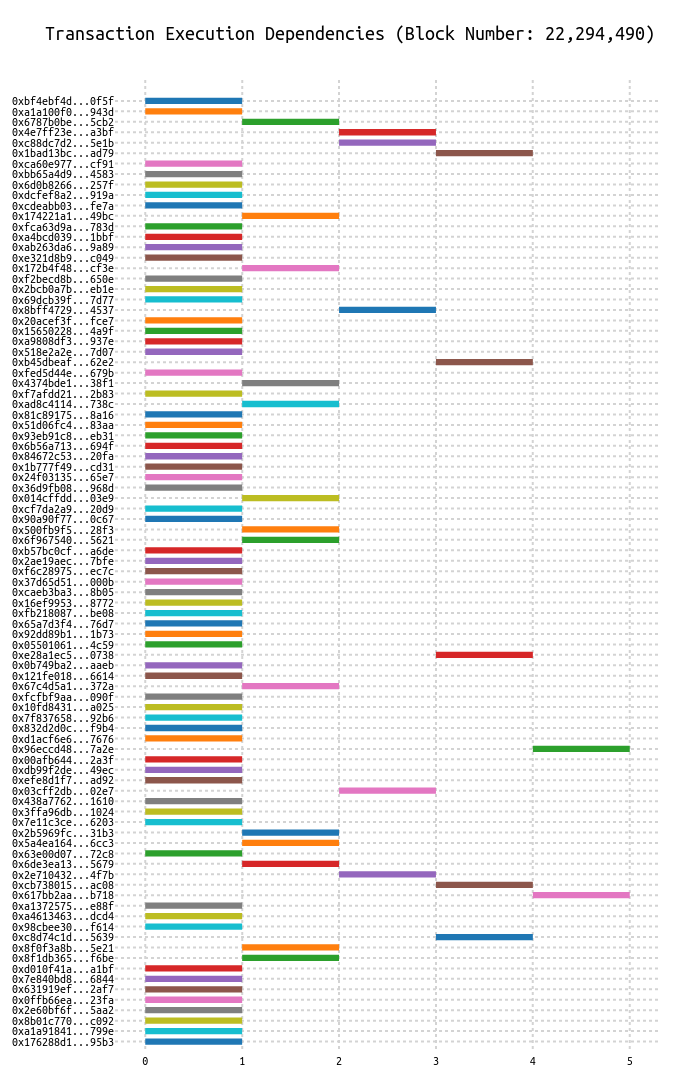 Transaction Execution Dependencies (Block Number: 22,294,490)
0xbf4ebf4d...0f5f
0xa1a100f0...943d
0x6787b0be...5cb2
0x4e7ff23e...a3bf
0xc88dc7d2...5e1b
0x1bad13bc...ad79
0xca60e977...cf91
0xbb65a4d9...4583
0x6d0b8266...257f
0xdcfef8a2...919a
0xcdeabb03...fe7a
0x174221a1...49bc
0xfca63d9a...783d
0xa4bcd039...1bbf
0xab263da6...9a89
0xe321d8b9...c049
0x172b4f48...cf3e
0xf2becd8b...650e
0x2bcb0a7b...eb1e
0x69dcb39f...7d77
0x8bff4729...4537
0x20acef3f...fce7
0x15650228...4a9f
0xa9808df3...937e
0x518e2a2e...7d07
0xb45dbeaf...62e2
0xfed5d44e...679b
0x4374bde1...38f1
0xf7afdd21...2b83
0xad8c4114...738c
0x81c89175...8a16
0x51d06fc4...83aa
0x93eb91c8...eb31
0x6b56a713...694f
0x84672c53...20fa
0x1b777f49...cd31
0x24f03135...65e7
0x36d9fb08...968d
0x014cffdd...03e9
0xcf7da2a9...20d9
0x90a90f77...0c67
0x500fb9f5...28f3
0x6f967540...5621
0xb57bc0cf...a6de
0x2ae19aec...7bfe
0xf6c28975...ec7c
0x37d65d51...000b
0xcaeb3ba3...8b05
0x16ef9953...8772
0xfb218087...be08
0x65a7d3f4...76d7
0x92dd89b1...1b73
0x05501061...4c59
0xe28a1ec5...0738
0x0b749ba2...aaeb
0x121fe018...6614
0x67c4d5a1...372a
0xfcfbf9aa...090f
0x10fd8431...a025
0x7f837658...92b6
0x832d2d0c...f9b4
0xd1acf6e6...7676
0x96eccd48...7a2e
0x00afb644...2a3f
0xdb99f2de...49ec
0xefe8d1f7...ad92
0x03cff2db...02e7
0x438a7762...1610
0x3ffa96db...1024
0x7e11c3ce...6203
0x2b5969fc...31b3
0x5a4ea164...6cc3
0x63e00d07...72c8
0x6de3ea13...5679
0x2e710432...4f7b
0xcb738015...ac08
0x617bb2aa...b718
0xa1372575...e88f
0xa4613463...dcd4
0x98cbee30...f614
0xc8d74c1d...5639
0x8f0f3a8b...5e21
0x8f1db365...f6be
0xd010f41a...a1bf
0x7e840bd8...6844
0x631919ef...2af7
0x0ffb66ea...23fa
0x2e60bf6f...5aa2
0x8b01c770...c092
0xa1a91841...799e
0x176288d1...95b3
0 1 2 3 4 5